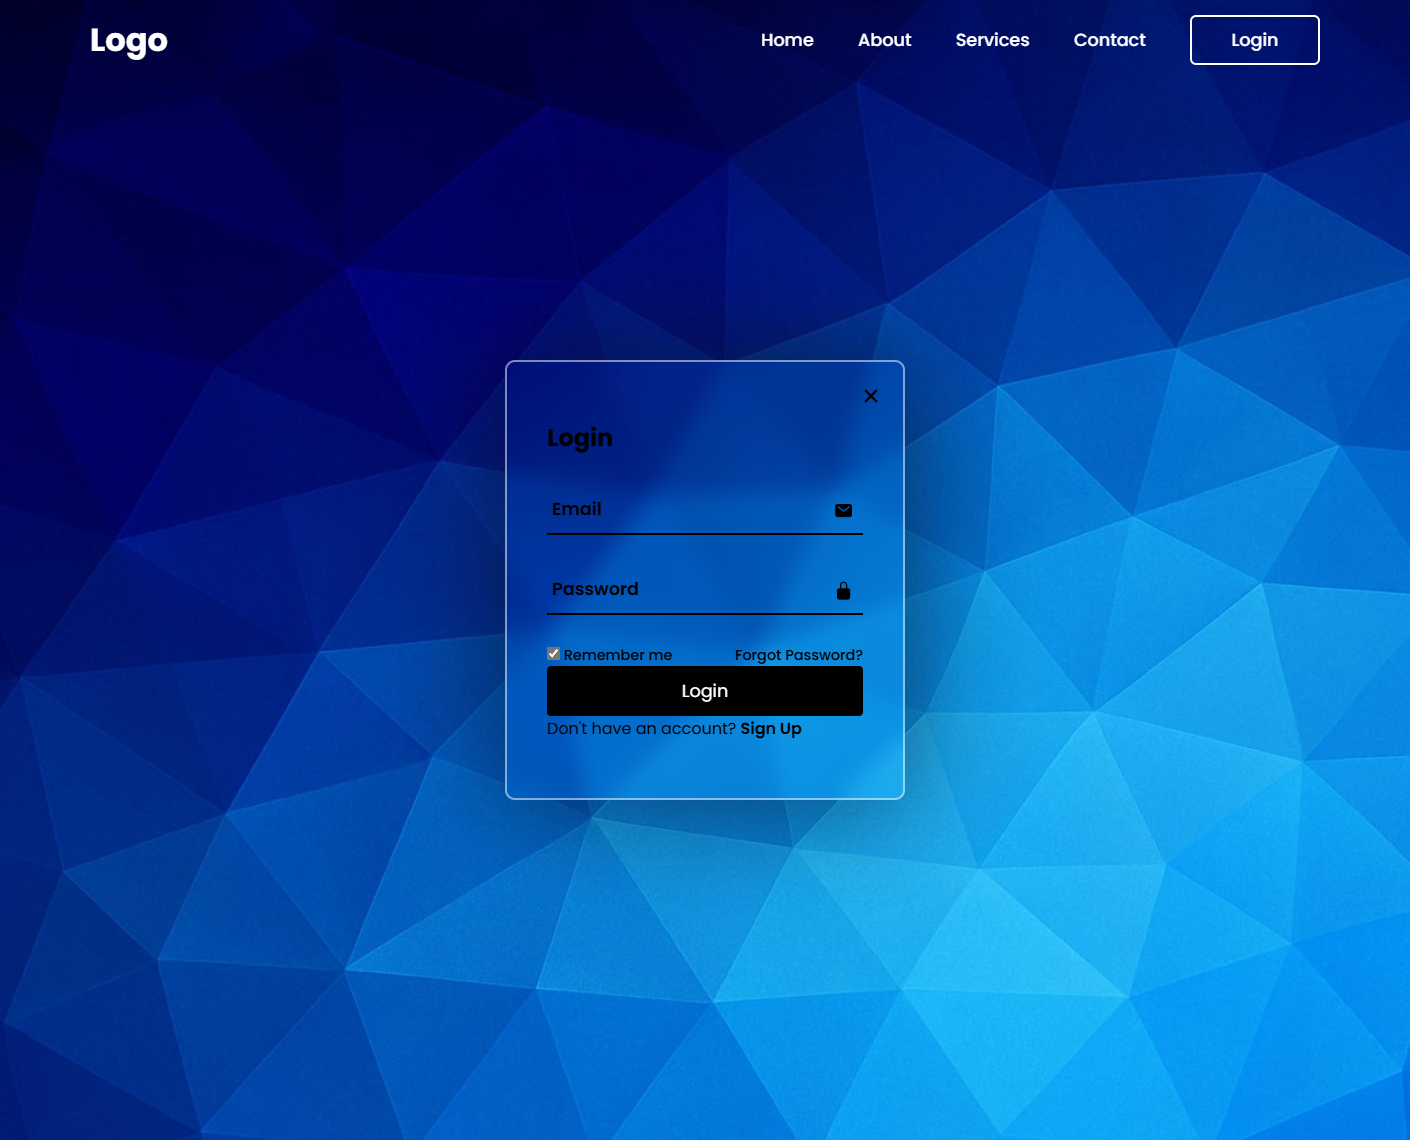 Logo
Home About Services Contact Login
Login
Email
Password
Remember me Forgot Password?
Login
Don't have an account? Sign Up